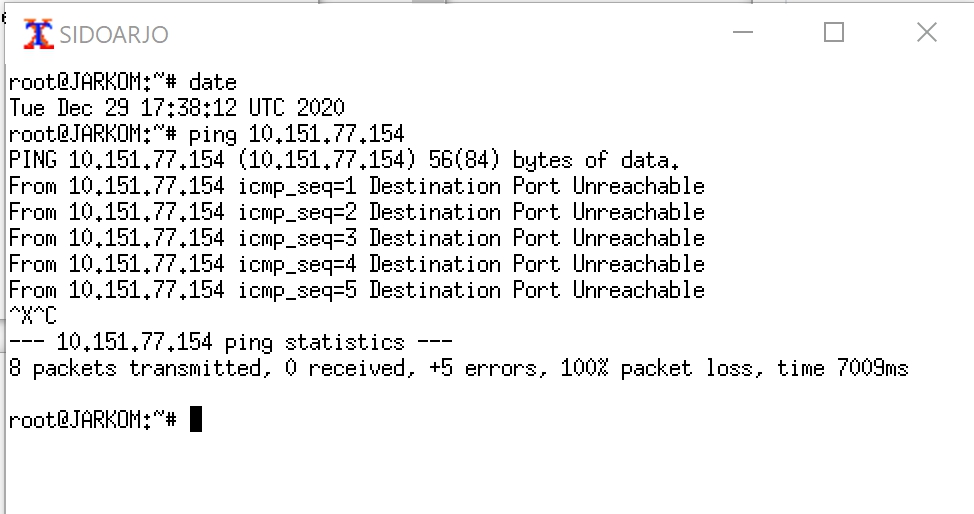 SIDOARJO
root@JARKOM:~# date
Tue Dec 29 17:38:12 UTC 2020
root@JARKOM:~# ping 10.151.77.154
PING 10.151.77.154 (10.151.77.154) 56(84) bytes of data.
From 10.151.77.154 icmp_seq=1 Destination Port Unreachable
From 10.151.77.154 icmp_seq=2 Destination Port Unreachable
From 10.151.77.154 icmp_seq=3 Destination Port Unreachable
From 10.151.77.154 icmp_seq=4 Destination Port Unreachable
From 10.151.77.154 icmp_seq=5 Destination Port Unreachable
^X^C
--- 10.151.77.154 ping statistics ---
8 packets transmitted, 0 received, +5 errors, 100% packet loss, time 7009ms
root@JARKOM:~#